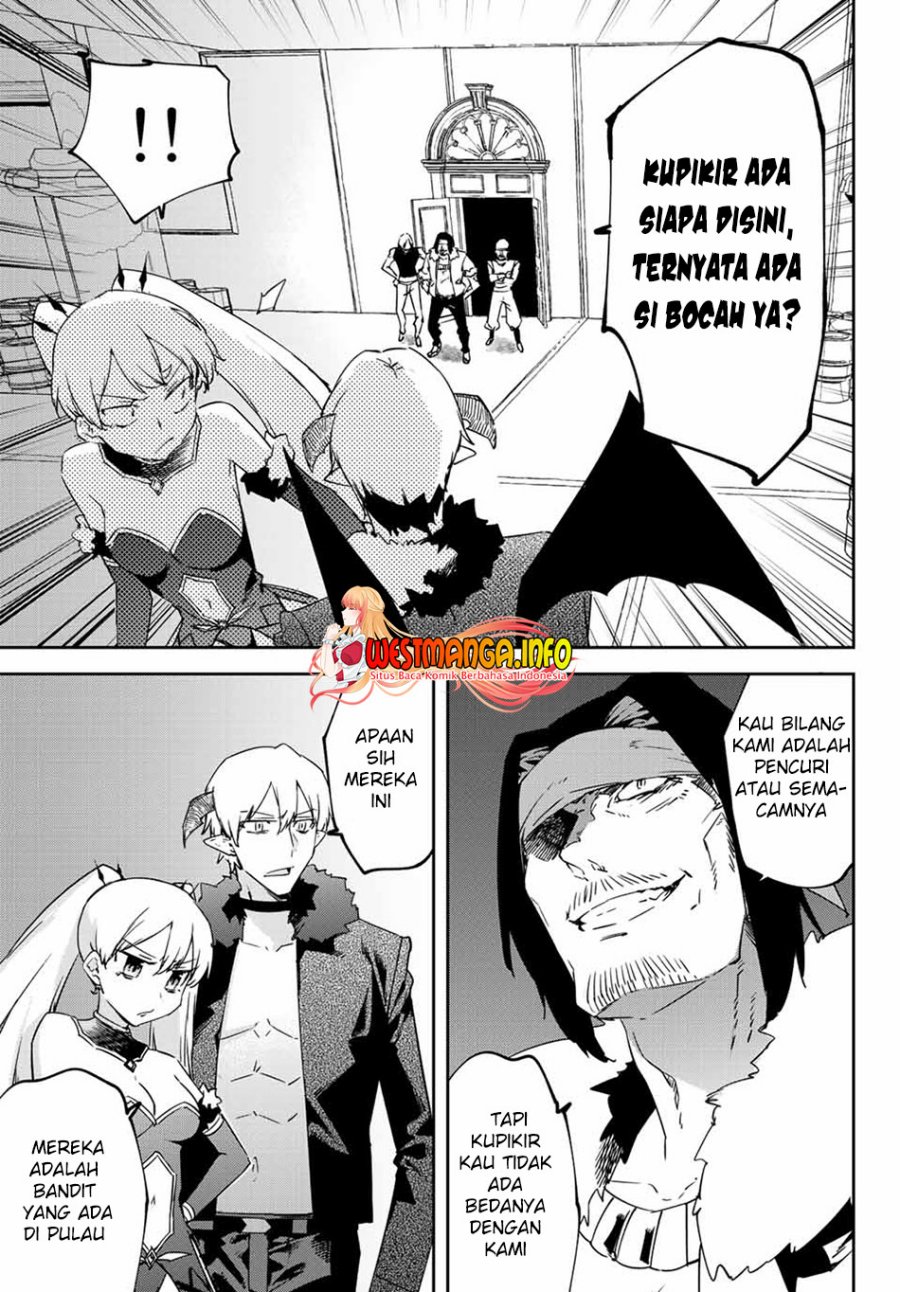 KUPIKIR ADA
SIAPA DISINI,
TERNYATA ADA
SI BOCAH YA?
!!
WESTMANGA.INFO
Situs Baca Komik Berbahasa Indonesia
KAU BILANG
KAMI ADALAH
PENCURI
ATAU SEMA-
CAMNYA
TAPI
KUPIKIR
KAU TIDAK
ADA
BEDANYA
DENGAN
KAMI
APAAN
SIH
MEREKA
INI
MEREKA
ADALAH
BANDIT
YANG ADA
DI PULAU